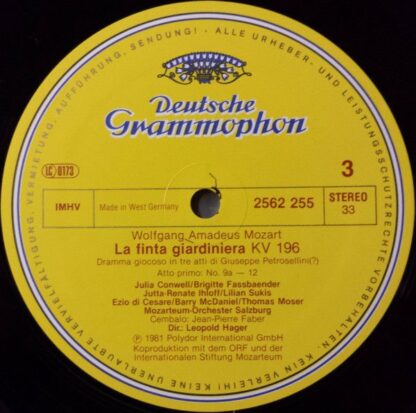 VERMIETUNG, AUFFÜHRUNG, SENDUNG! - ALLE URHEBER- UND LEISTUNGSSCHUTZRECHTE VORBEHALTEN.
KEIN VERLEIH! KEINE UNERLAUBTE VERVIELFÄLTIGUNG,
Deutsche
Grammophon
LC 0173
3
IMHV
Made in West Germany
2562 255
STEREO
33
Wolfgang Amadeus Mozart
La finta giardiniera KV 196
Dramma giocoso in tre atti di Giuseppe Petrosellini(?)
Atto primo: No. 9a — 12
Julia Conwell/Brigitte Fassbaender
Jutta-Renate Ihloff/Lilian Sukis
Ezio di Cesare/Barry McDaniel/Thomas Moser
Mozarteum-Orchester Salzburg
Cembalo: Jean-Pierre Faber
Dir.: Leopold Hager
Ⓟ 1981 Polydor International GmbH
Koproduktion mit dem ORF und der
Internationalen Stiftung Mozarteum